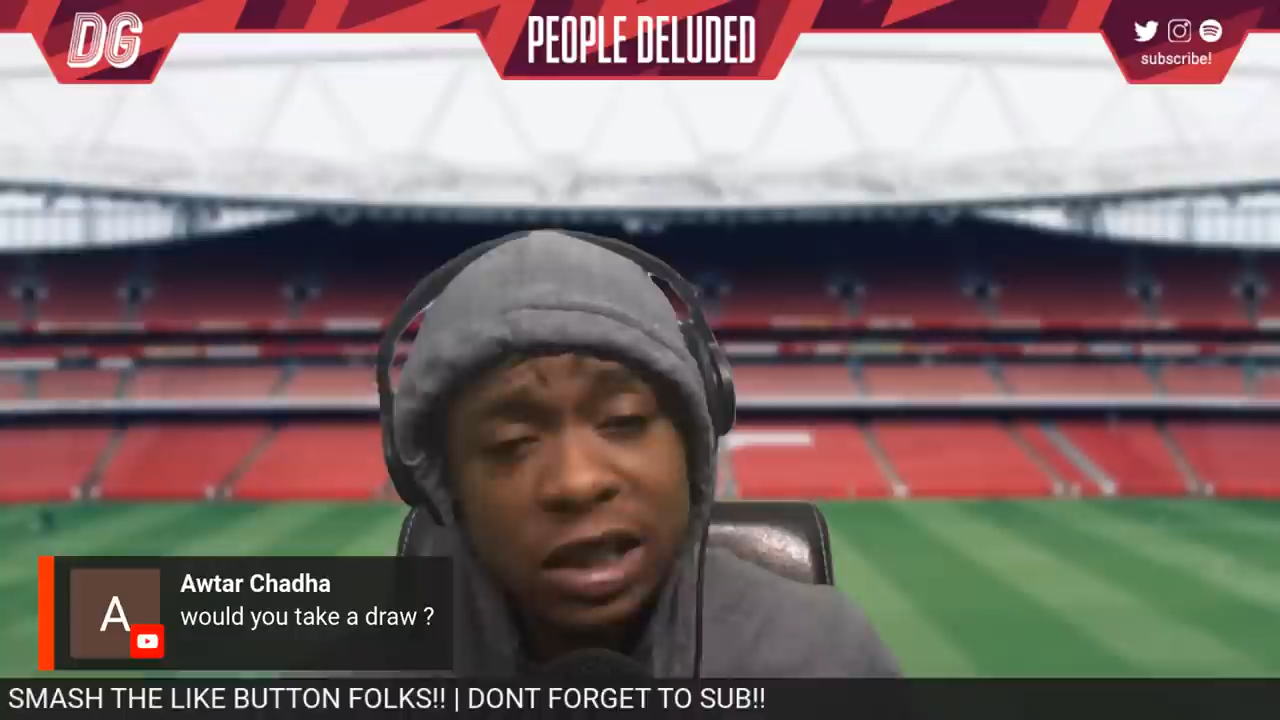 DG
PEOPLE DELUDED
subscribe!
A
Awtar Chadha
would you take a draw ?
SMASH THE LIKE BUTTON FOLKS!! | DONT FORGET TO SUB!!